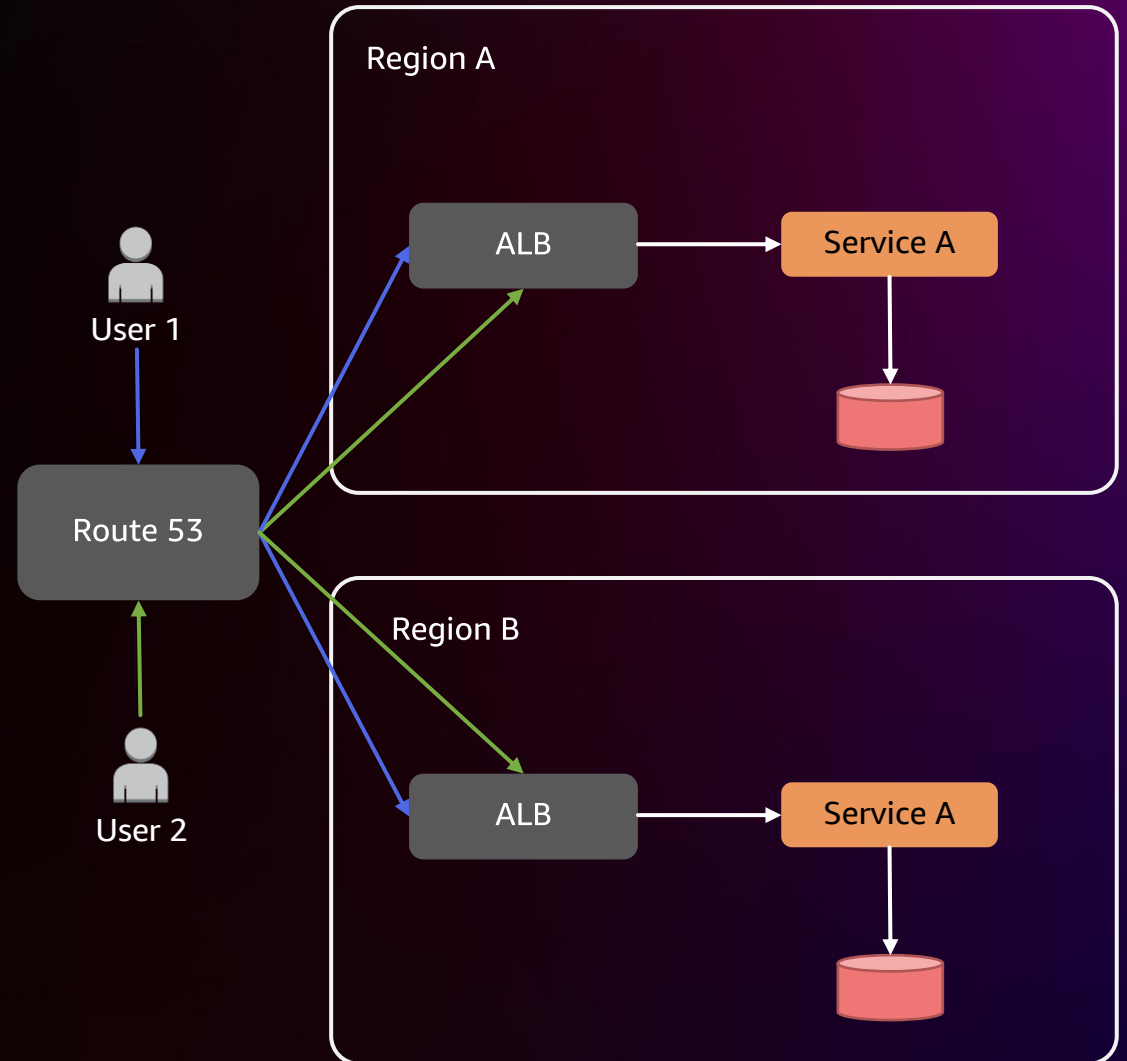 Region A
ALB
Service A
User 1
Route 53
Region B
User 2
ALB
Service A